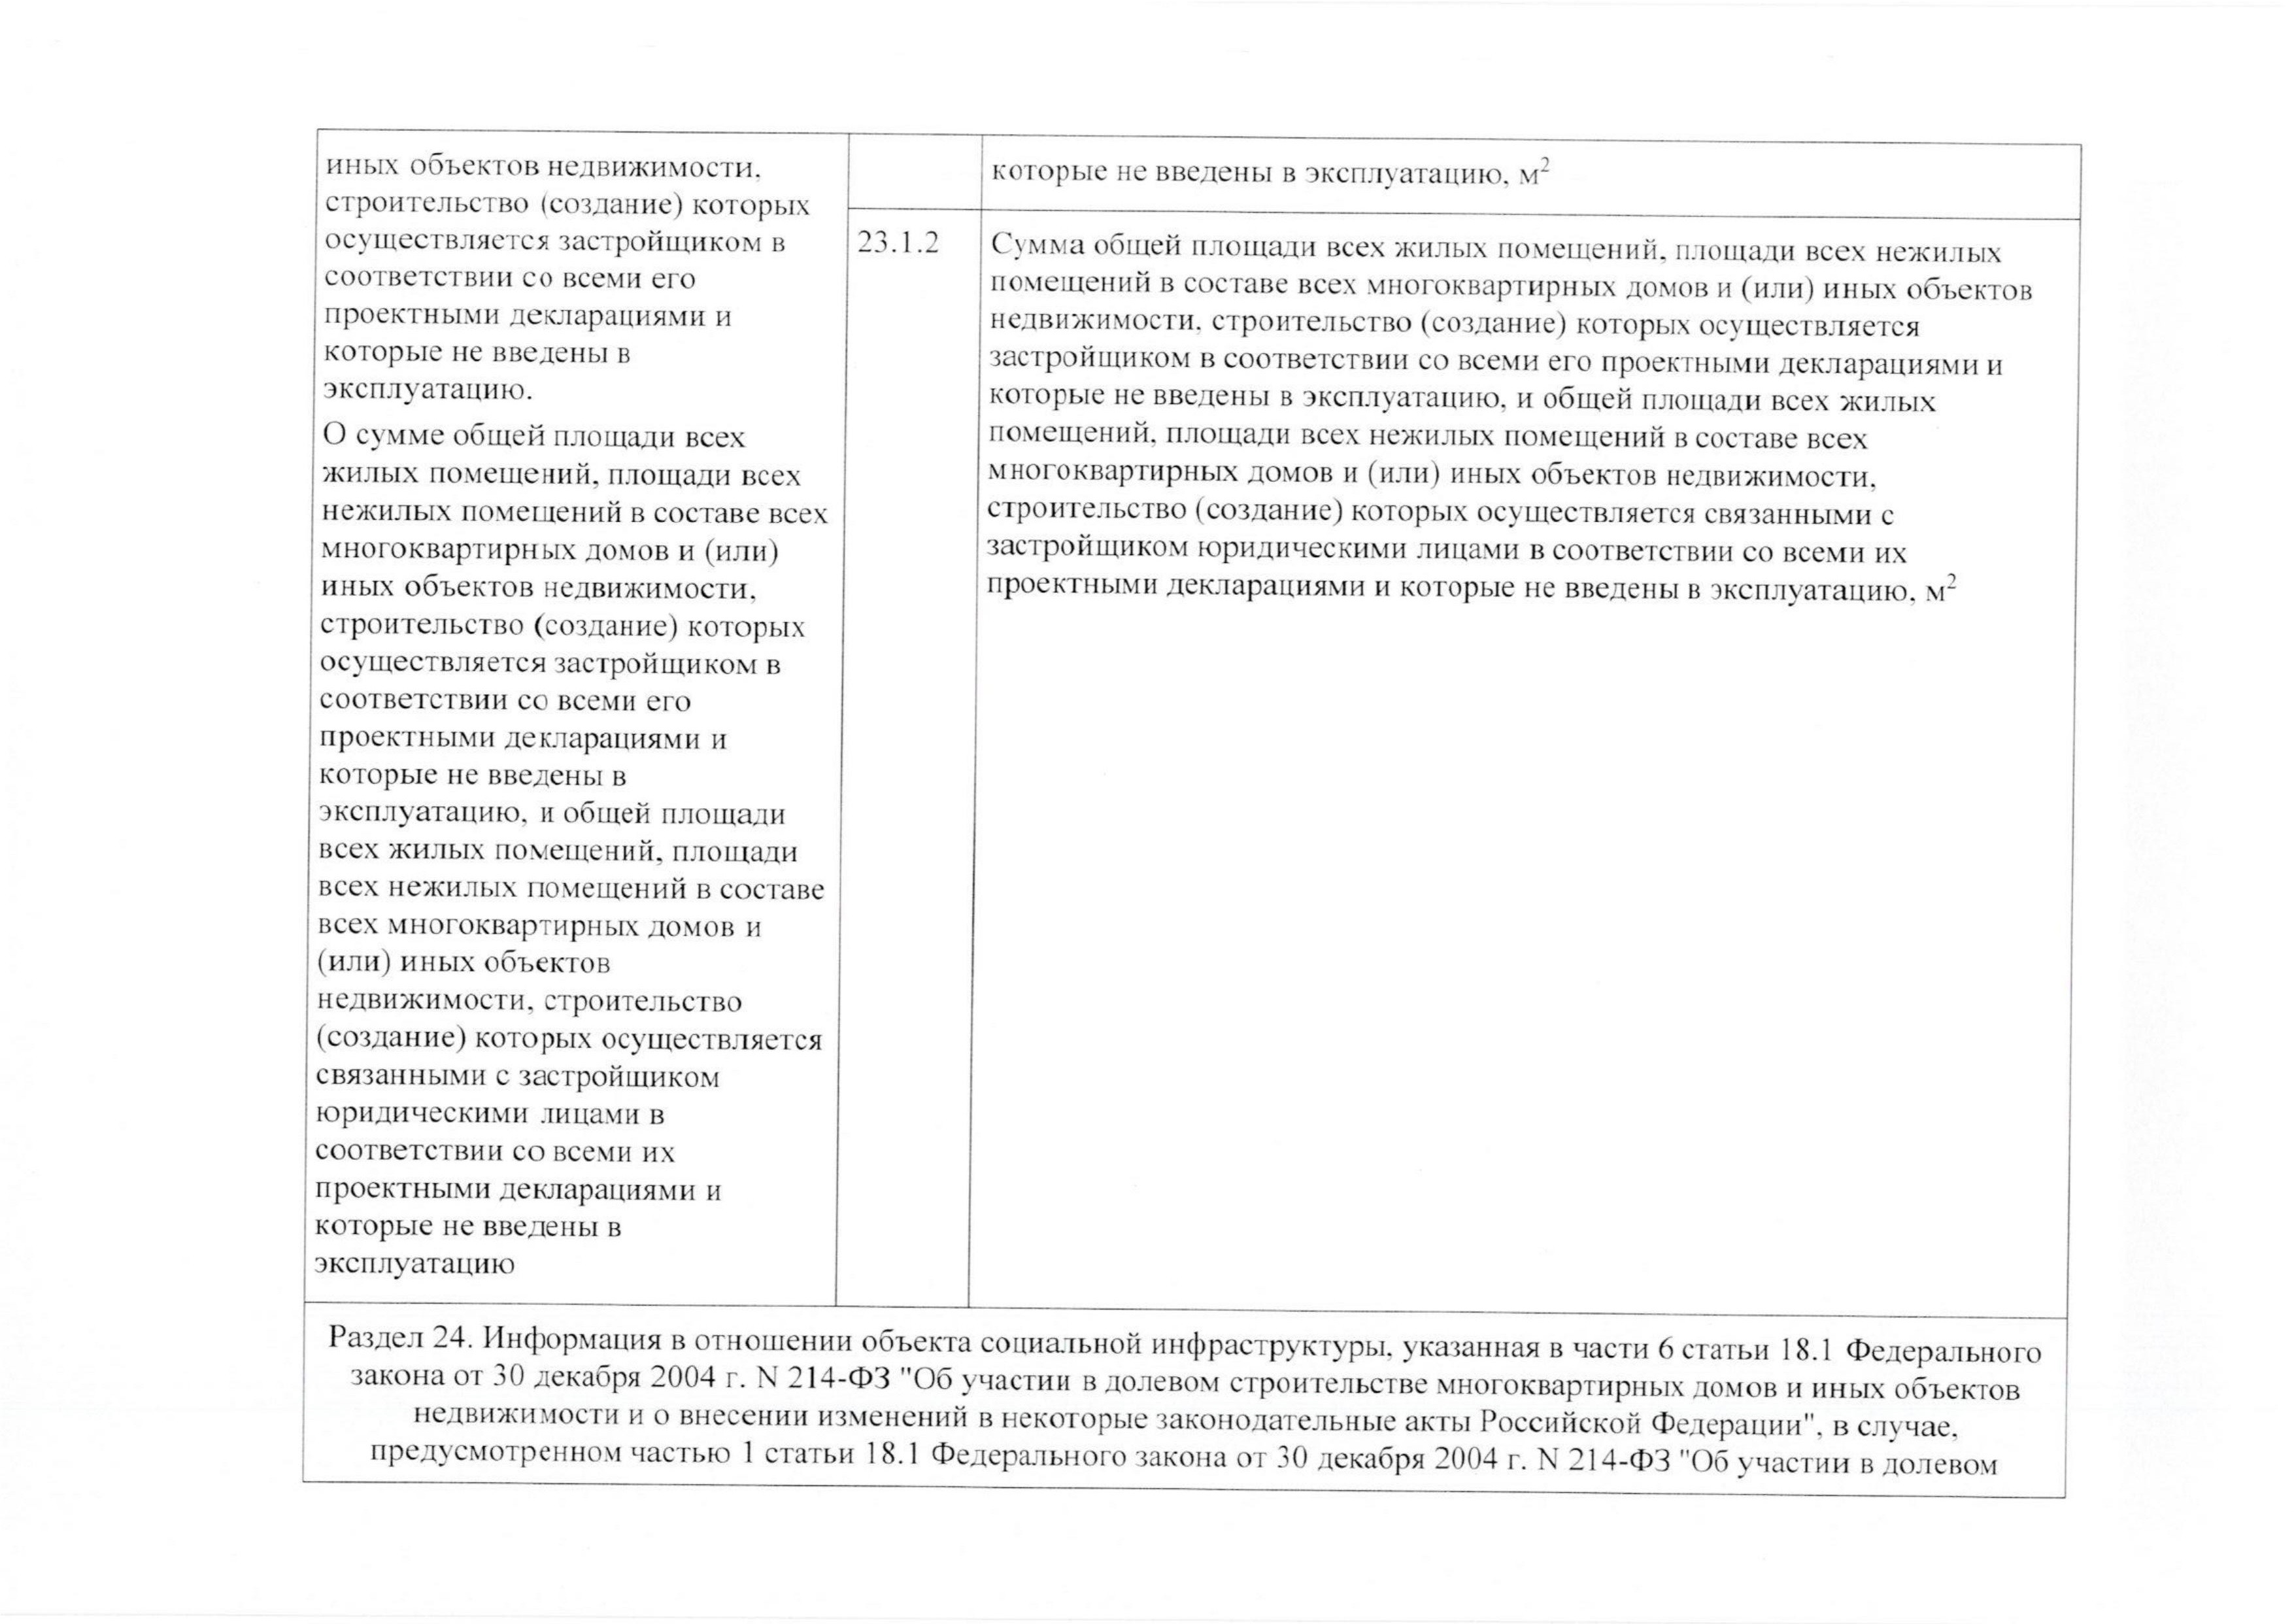 иных объектов недвижимости,
строительство (создание) которых
осуществляется застройщиком в
соответствии со всеми его
проектными декларациями и
которые не введены в
эксплуатацию.
О сумме общей площади всех
жилых помещений, площади всех
нежилых помещений в составе всех
многоквартирных домов и (или)
иных объектов недвижимости,
строительство (создание) которых
осуществляется застройщиком в
соответствии со всеми его
проектными декларациями и
которые не введены в
эксплуатацию, и общей площади
всех жилых помещений, площади
всех нежилых помещений в составе
всех многоквартирных домов и
(или) иных объектов
недвижимости, строительство
(создание) которых осуществляется
связанными с застройщиком
юридическими лицами в
соответствии со всеми их
проектными декларациями и
которые не введены в
эксплуатацию
которые не введены в эксплуатацию, м²
23.1.2
Сумма общей площади всех жилых помещений, площади всех нежилых
помещений в составе всех многоквартирных домов и (или) иных объектов
недвижимости, строительство (создание) которых осуществляется
застройщиком в соответствии со всеми его проектными декларациями и
которые не введены в эксплуатацию, и общей площади всех жилых
помещений, площади всех нежилых помещений в составе всех
многоквартирных домов и (или) иных объектов недвижимости,
строительство (создание) которых осуществляется связанными с
застройщиком юридическими лицами в соответствии со всеми их
проектными декларациями и которые не введены в эксплуатацию, м²
Раздел 24. Информация в отношении объекта социальной инфраструктуры, указанная в части 6 статьи 18.1 Федерального
закона от 30 декабря 2004 г. N 214-ФЗ "Об участии в долевом строительстве многоквартирных домов и иных объектов
недвижимости и о внесении изменений в некоторые законодательные акты Российской Федерации", в случае,
предусмотренном частью 1 статьи 18.1 Федерального закона от 30 декабря 2004 г. N 214-ФЗ "Об участии в долевом